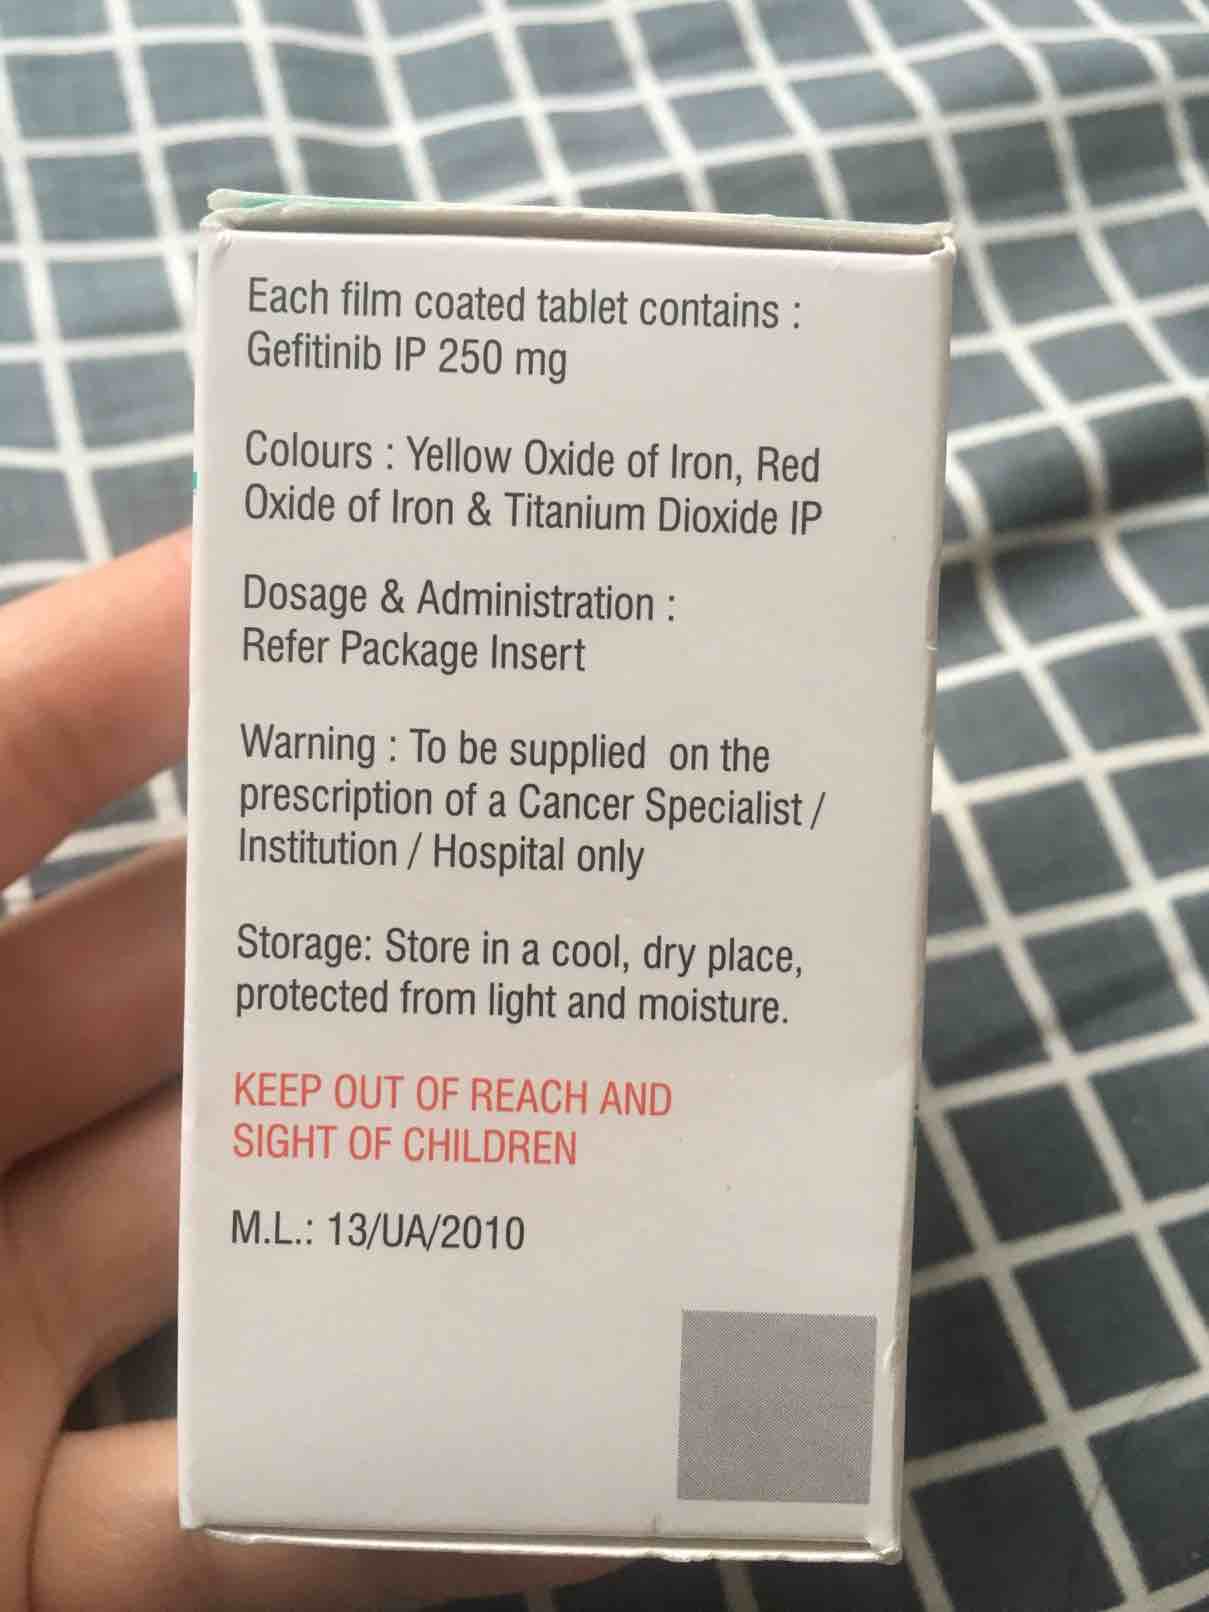 Each film coated tablet contains :
Gefitinib IP 250 mg
Colours : Yellow Oxide of Iron, Red
Oxide of Iron & Titanium Dioxide IP
Dosage & Administration :
Refer Package Insert
Warning : To be supplied on the
prescription of a Cancer Specialist /
Institution / Hospital only
Storage: Store in a cool, dry place,
protected from light and moisture.
KEEP OUT OF REACH AND
SIGHT OF CHILDREN
M.L.: 13/UA/2010